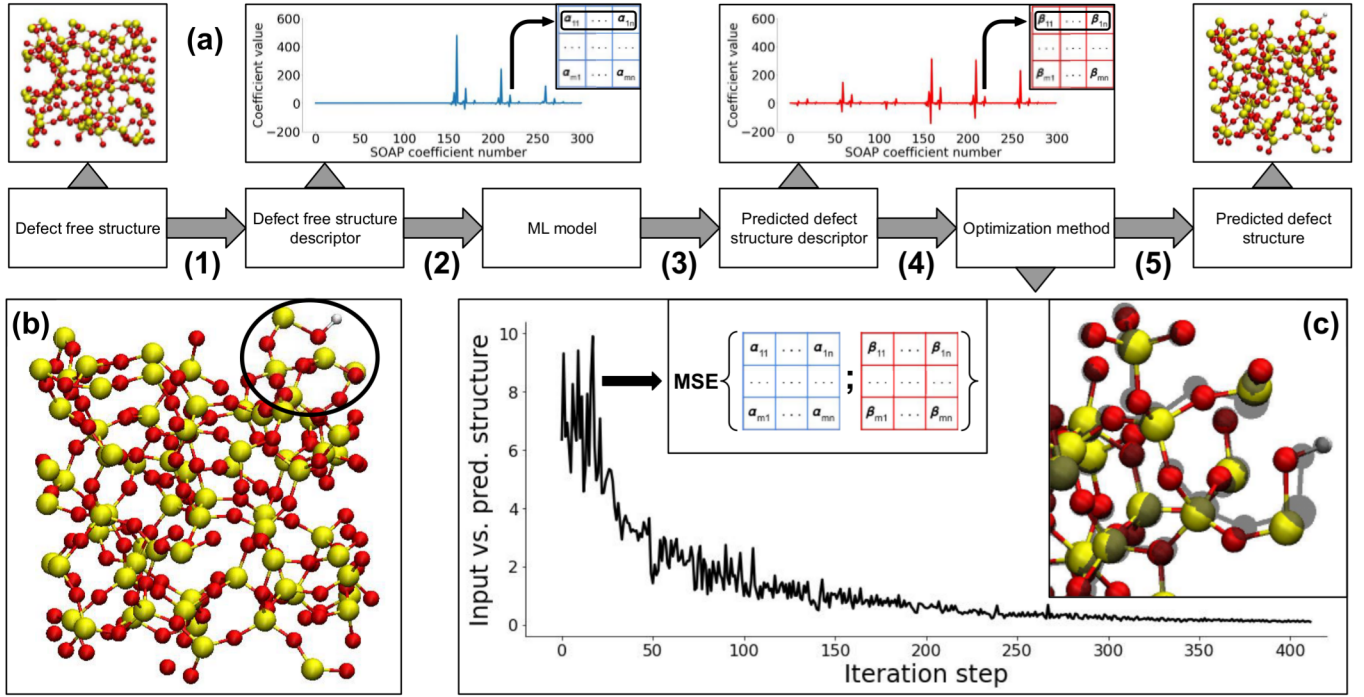 (a)
Coefficient value
600
400
200
0
−200
0 50 100 150 200 250 300
SOAP coefficient number
α11 . . . α1n
. . . . . . . . .
αm1 . . . αmn
Coefficient value
600
400
200
0
−200
0 50 100 150 200 250 300
SOAP coefficient number
β11 . . . β1n
. . . . . . . . .
βm1 . . . βmn
Defect free structure
Defect free structure
descriptor
ML model
Predicted defect
structure descriptor
Optimization method
Predicted defect
structure
(1)
(2)
(3)
(4)
(5)
(b)
(c)
Input vs. pred. structure
10
8
6
4
2
0
MSE
α11 . . . α1n
. . . . . . . . .
αm1 . . . αmn
;
β11 . . . β1n
. . . . . . . . .
βm1 . . . βmn
0 50 100 150 200 250 300 350 400
Iteration step